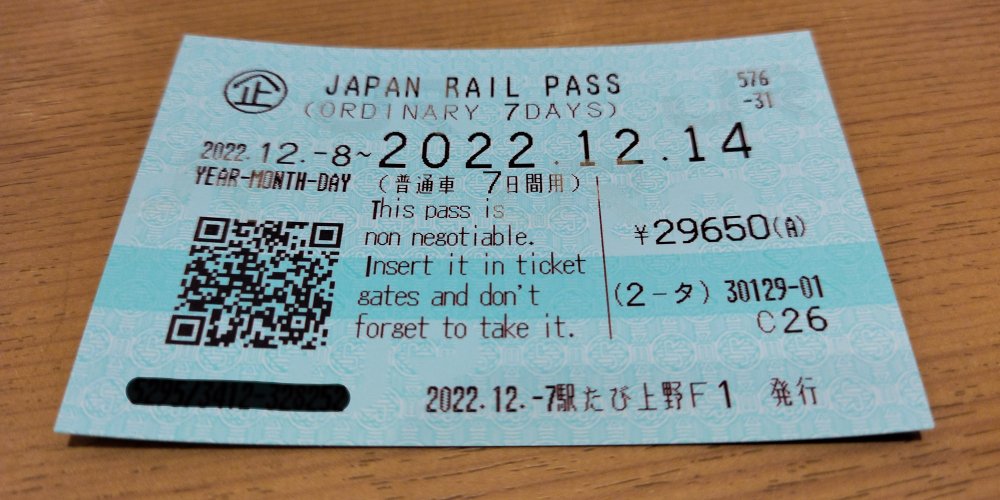 企 JAPAN RAIL PASS
576
-31
(ORDINARY 7DAYS)
2022.12.-8~2022.12.14
YEAR-MONTH-DAY (普通車 7日間用)
This pass is
non negotiable.
Insert it in ticket
gates and don't
forget to take it.
¥29650(A)
(2-タ) 30129-01
C26
2022.12.-7駅たび上野F1 発行